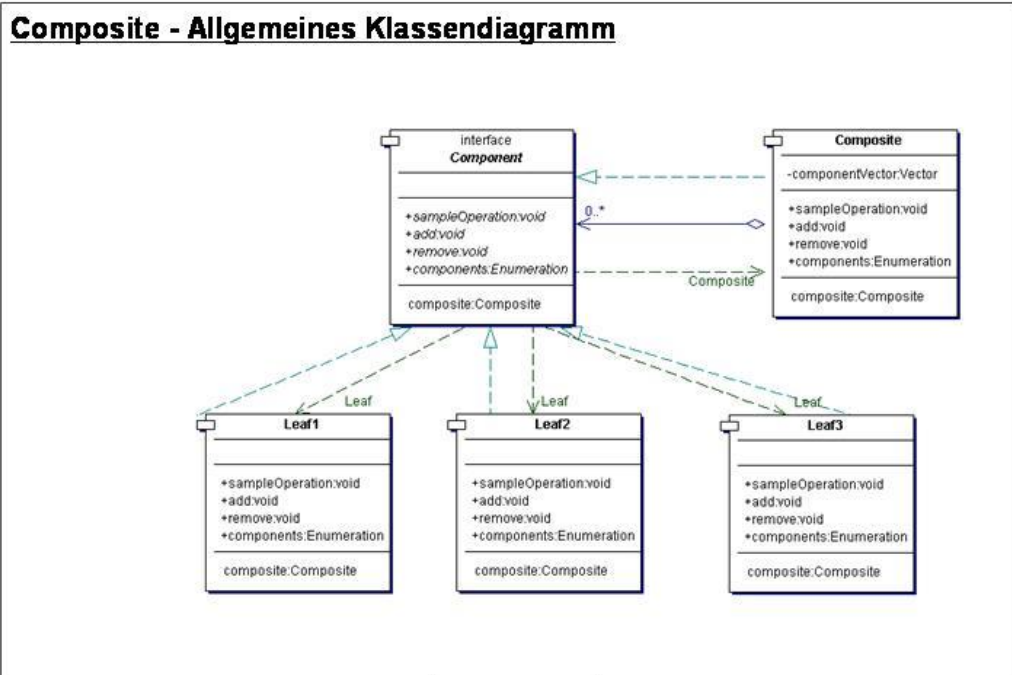 Composite - Allgemeines Klassendiagramm
interface
Component
+sampleOperation:void
+add:void
+remove:void
+components:Enumeration
composite:Composite
0..*
Composite
Composite
-componentVector:Vector
+sampleOperation:void
+add:void
+remove:void
+components:Enumeration
composite:Composite
Leaf
Leaf
Leaf
Leaf1
+sampleOperation:void
+add:void
+remove:void
+components:Enumeration
composite:Composite
Leaf2
+sampleOperation:void
+add:void
+remove:void
+components:Enumeration
composite:Composite
Leaf3
+sampleOperation:void
+add:void
+remove:void
+components:Enumeration
composite:Composite